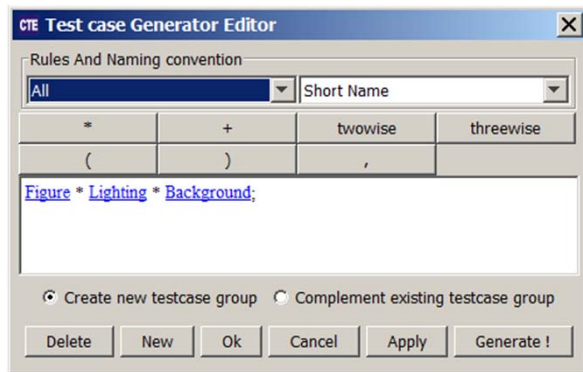 CTE Test case Generator Editor
Rules And Naming convention
All Short Name
* + twowise threewise
( ) ,
Figure * Lighting * Background;
Create new testcase group Complement existing testcase group
Delete New Ok Cancel Apply Generate !